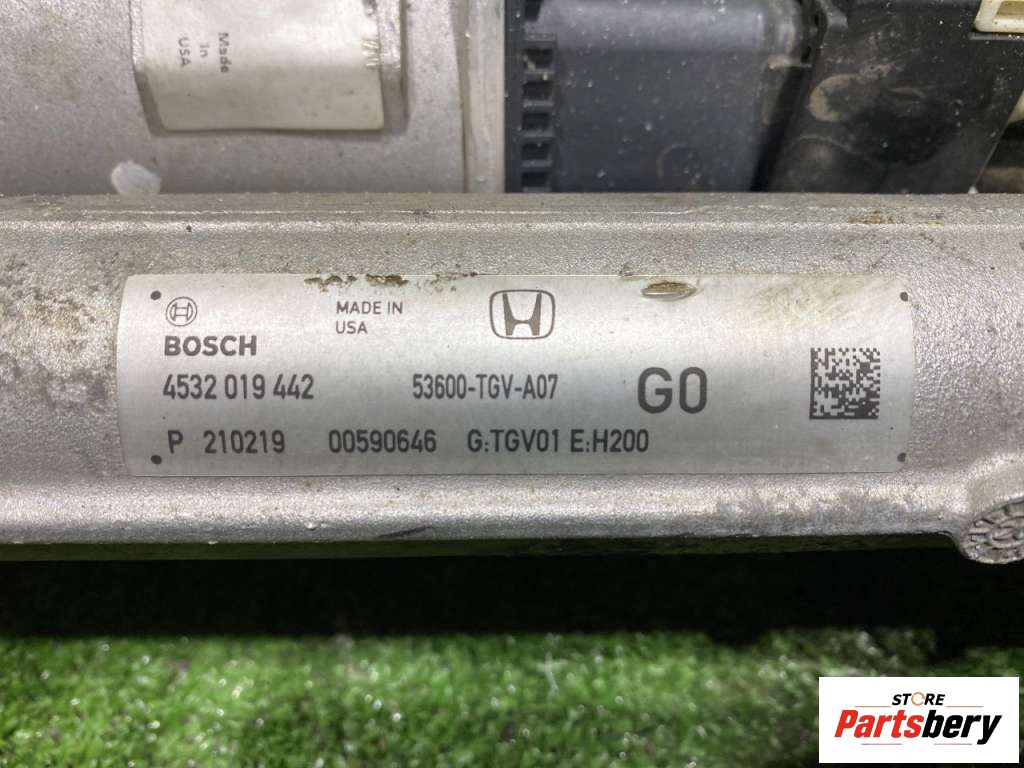 Made
in
USA
BOSCH
MADE IN
USA
4532 019 442 53600-TGV-A07 G0
P 210219 00590646 G:TGV01 E:H200
STORE
Partsbery